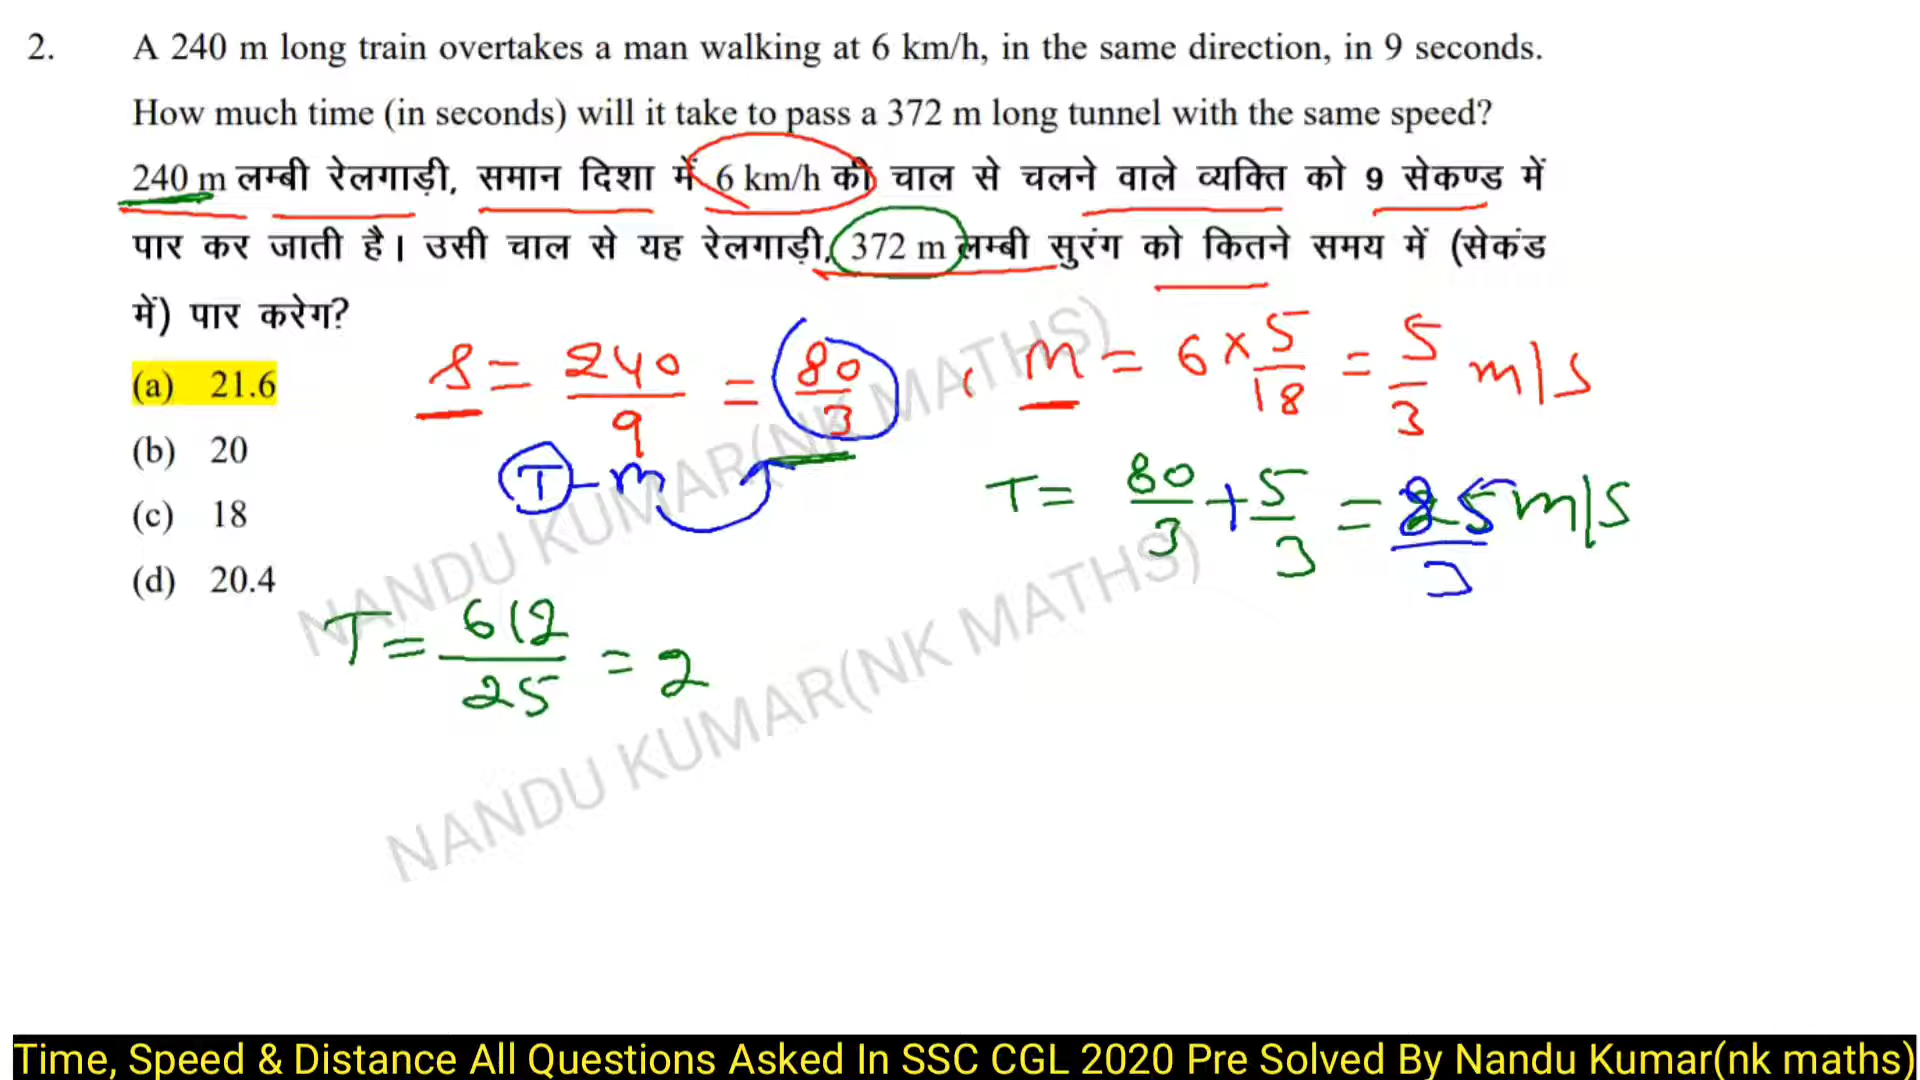 2. A 240 m long train overtakes a man walking at 6 km/h, in the same direction, in 9 seconds.
How much time (in seconds) will it take to pass a 372 m long tunnel with the same speed?
240 m लम्बी रेलगाड़ी, समान दिशा में 6 km/h की चाल से चलने वाले व्यक्ति को 9 सेकण्ड में
पार कर जाती है। उसी चाल से यह रेलगाड़ी, 372 m लम्बी सुरंग को कितने समय में (सेकंड
में) पार करेग?
(a) 21.6
(b) 20
(c) 18
(d) 20.4
S = 240/9 = 80/3, m = 6 × 5/18 = 5/3 m/s
T - m
T = 80/3 + 5/3 = 85/3 m/s
T = 612/25 = 2
NANDU KUMAR(NK MATHS)
NANDU KUMAR(NK MATHS)
Time, Speed & Distance All Questions Asked In SSC CGL 2020 Pre Solved By Nandu Kumar(nk maths)